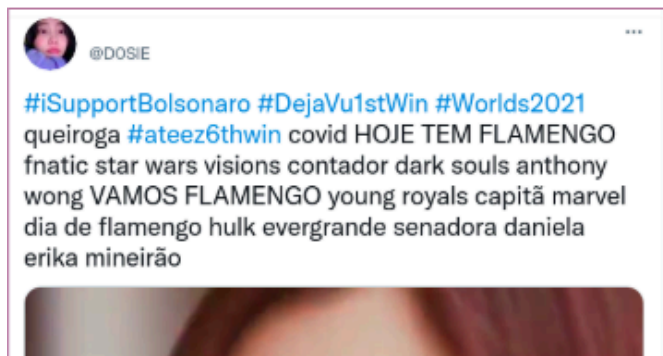 @DOSIE
#iSupportBolsonaro #DejaVu1stWin #Worlds2021
queiroga #ateez6thwin covid HOJE TEM FLAMENGO
fnatic star wars visions contador dark souls anthony
wong VAMOS FLAMENGO young royals capitã marvel
dia de flamengo hulk evergrande senadora daniela
erika mineirão